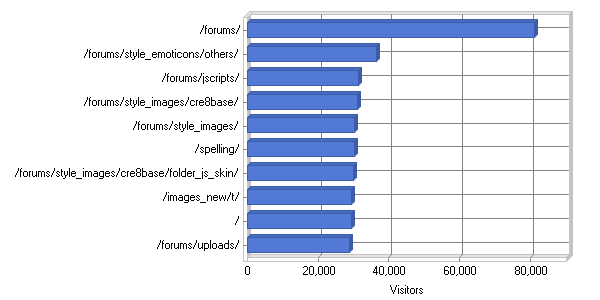 /forums/
/forums/style_emoticons/others/
/forums/jscripts/
/forums/style_images/cre8base/
/forums/style_images/
/spelling/
/forums/style_images/cre8base/folder_js_skin/
/images_new/t/
/
/forums/uploads/
0 20,000 40,000 60,000 80,000
Visitors